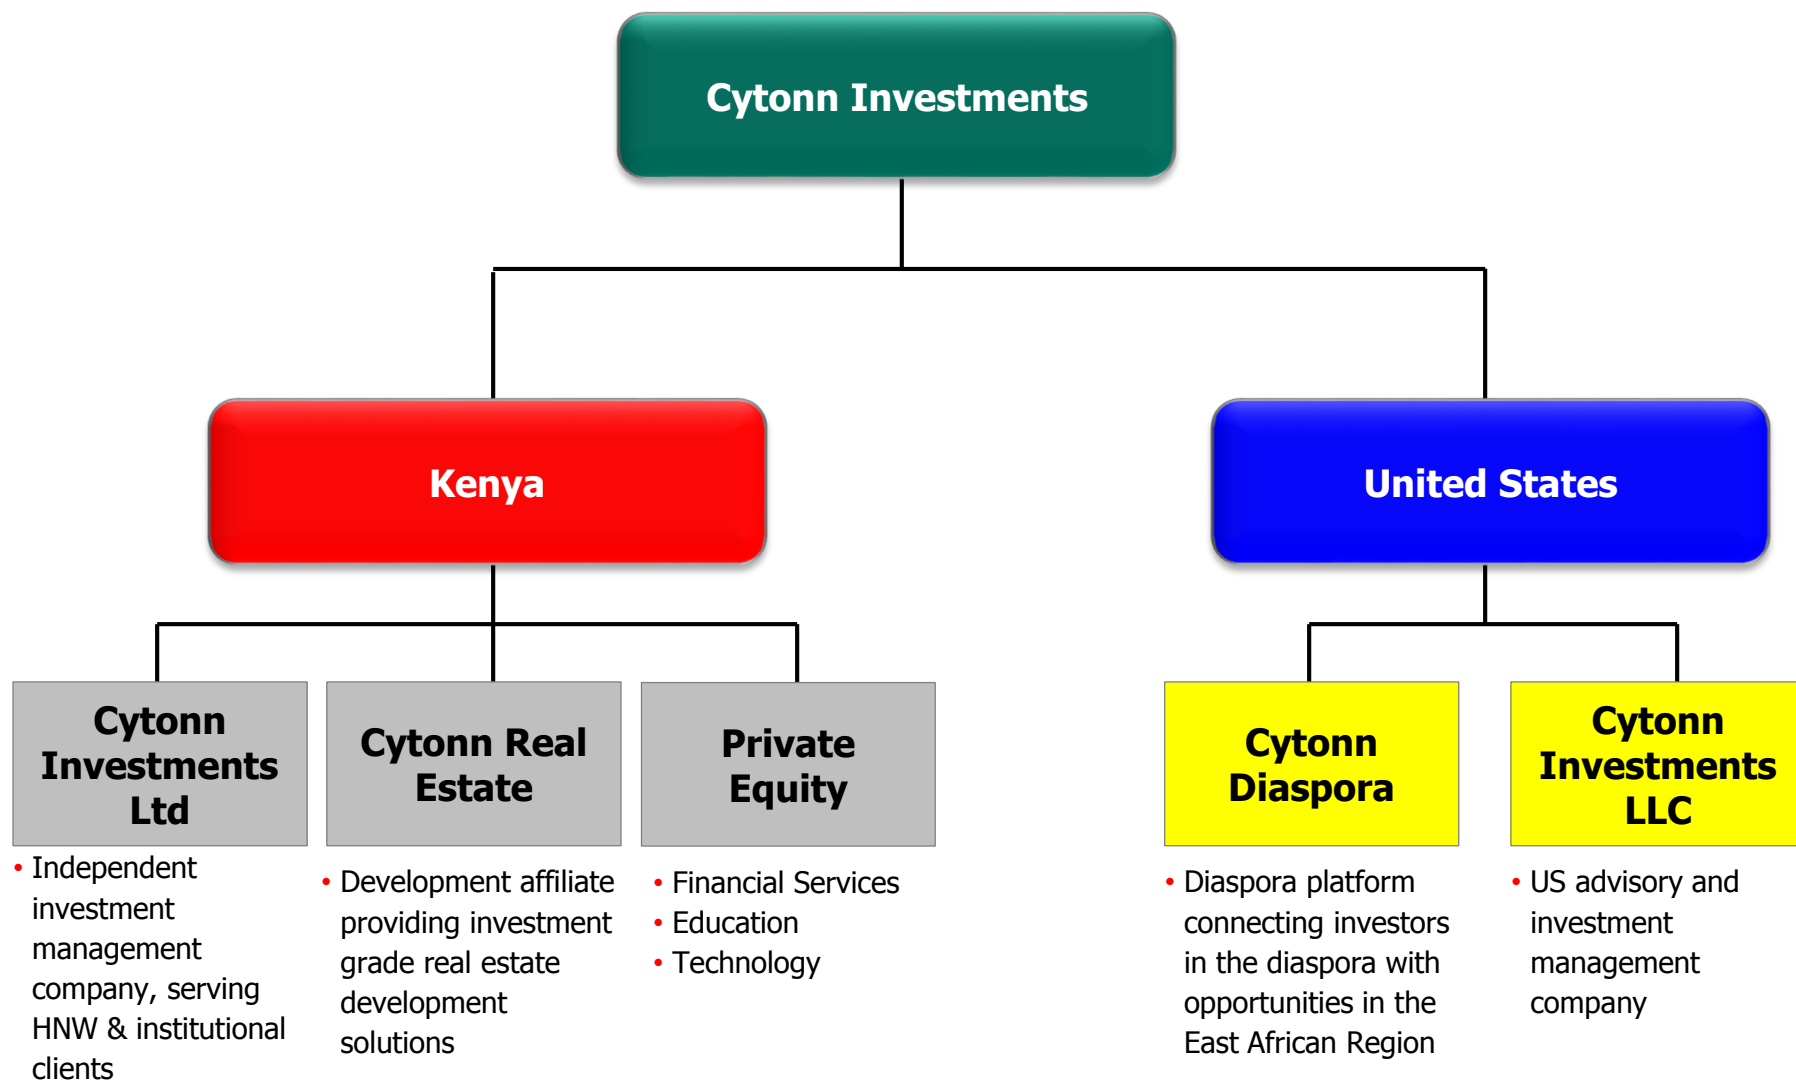 Cytonn Investments
Kenya
United States
Cytonn
Investments
Ltd
Cytonn Real
Estate
Private
Equity
Cytonn
Diaspora
Cytonn
Investments
LLC
• Independent
investment
management
company, serving
HNW & institutional
clients
• Development affiliate
providing investment
grade real estate
development
solutions
• Financial Services
• Education
• Technology
• Diaspora platform
connecting investors
in the diaspora with
opportunities in the
East African Region
• US advisory and
investment
management
company